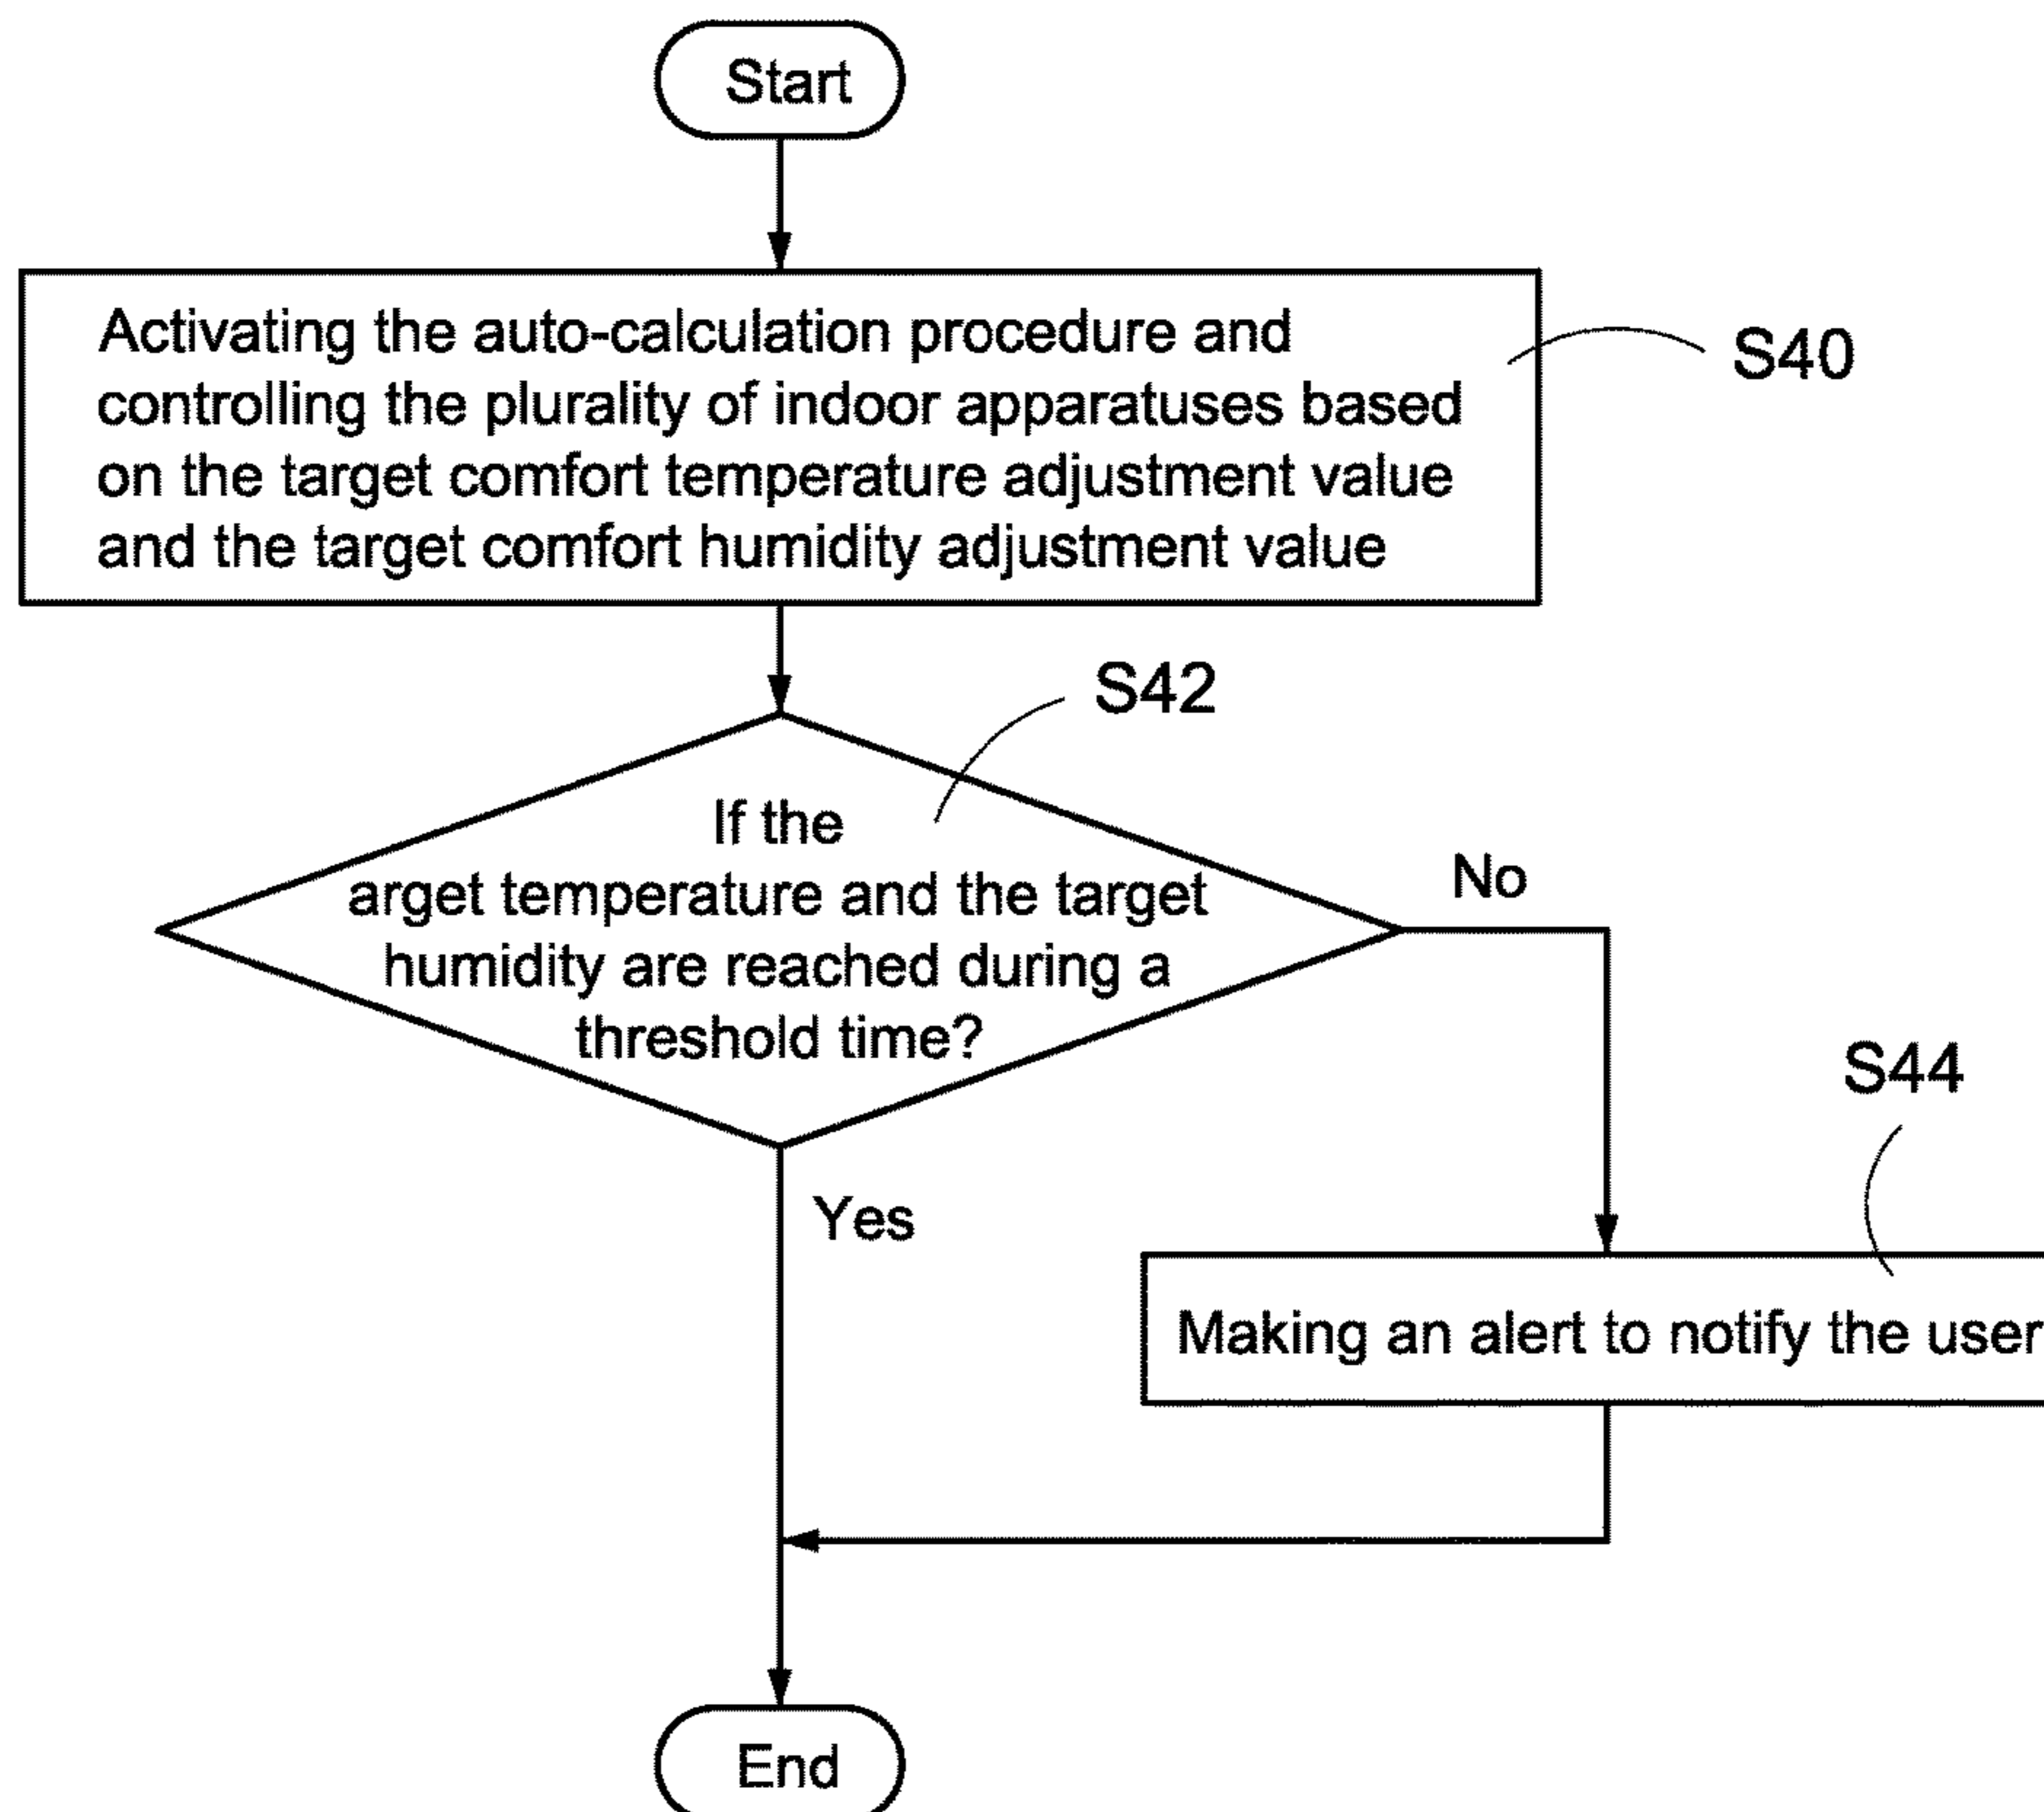 Start
Activating the auto-calculation procedure and
controlling the plurality of indoor apparatuses based
on the target comfort temperature adjustment value
and the target comfort humidity adjustment value
S40
S42
If the
arget temperature and the target
humidity are reached during a
threshold time?
No
Yes
S44
Making an alert to notify the user
End